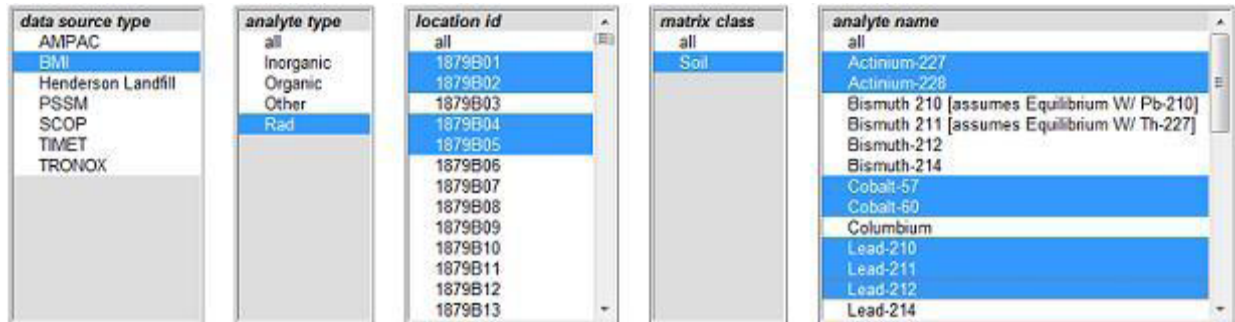 data source type
AMPAC
BMI
Henderson Landfill
PSSM
SCOP
TIMET
TRONOX
analyte type
all
Inorganic
Organic
Other
Rad
location id
all
1879B01
1879B02
1879B03
1879B04
1879B05
1879B06
1879B07
1879B08
1879B09
1879B10
1879B11
1879B12
1879B13
matrix class
all
Soil
analyte name
all
Actinium-227
Actinium-228
Bismuth 210 [assumes Equilibrium W/ Pb-210]
Bismuth 211 [assumes Equilibrium W/ Th-227]
Bismuth-212
Bismuth-214
Cobalt-57
Cobalt-60
Columbium
Lead-210
Lead-211
Lead-212
Lead-214